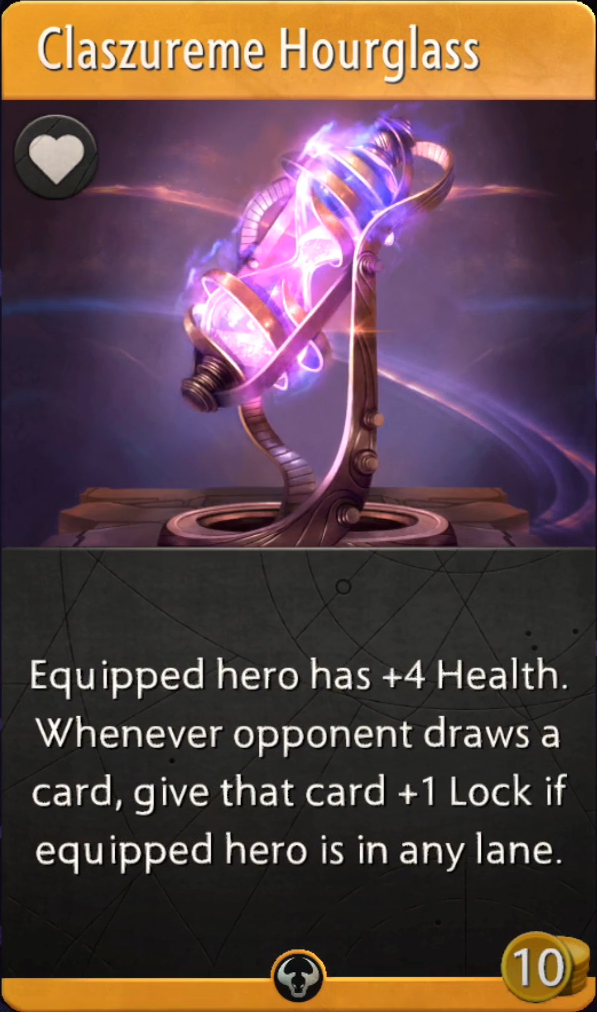 Claszureme Hourglass
Equipped hero has +4 Health.
Whenever opponent draws a
card, give that card +1 Lock if
equipped hero is in any lane.
10